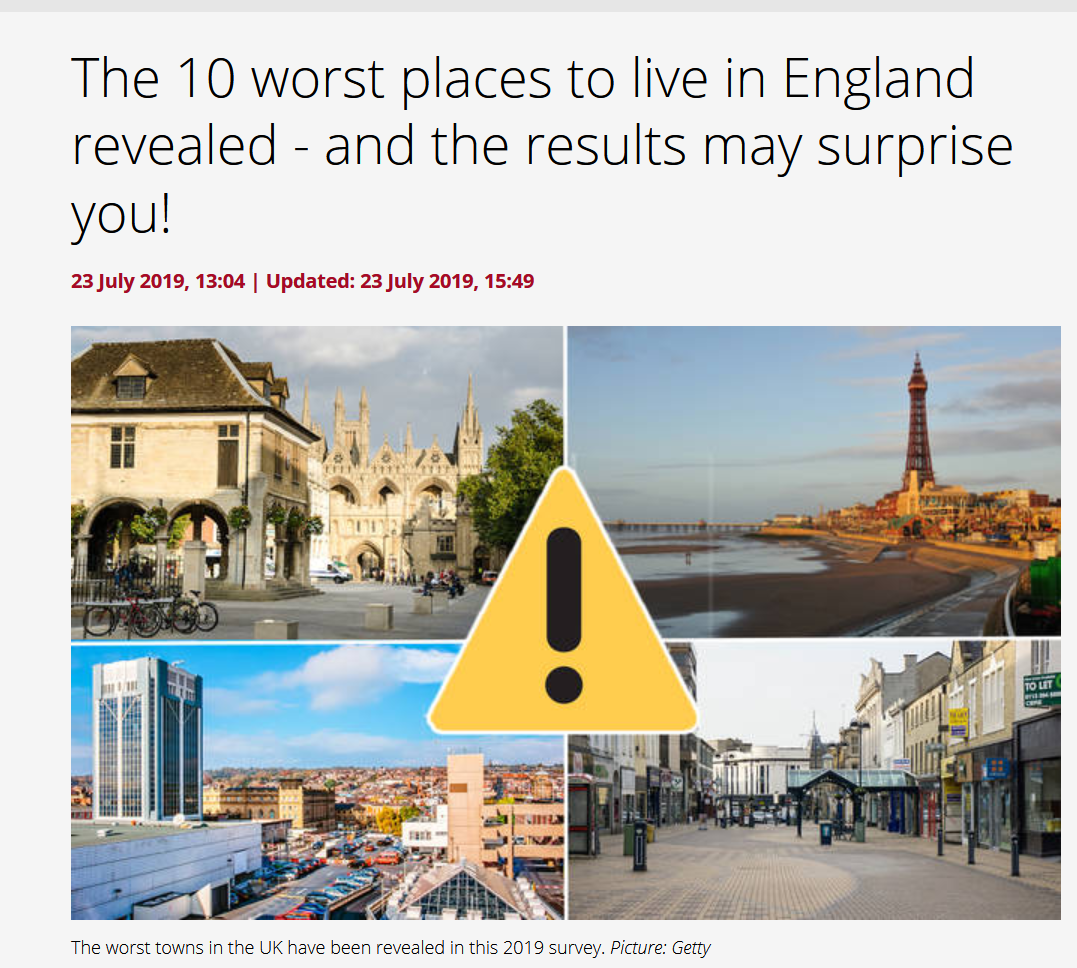 The 10 worst places to live in England
revealed - and the results may surprise
you!
23 July 2019, 13:04 | Updated: 23 July 2019, 15:49
TO LET
The worst towns in the UK have been revealed in this 2019 survey. Picture: Getty